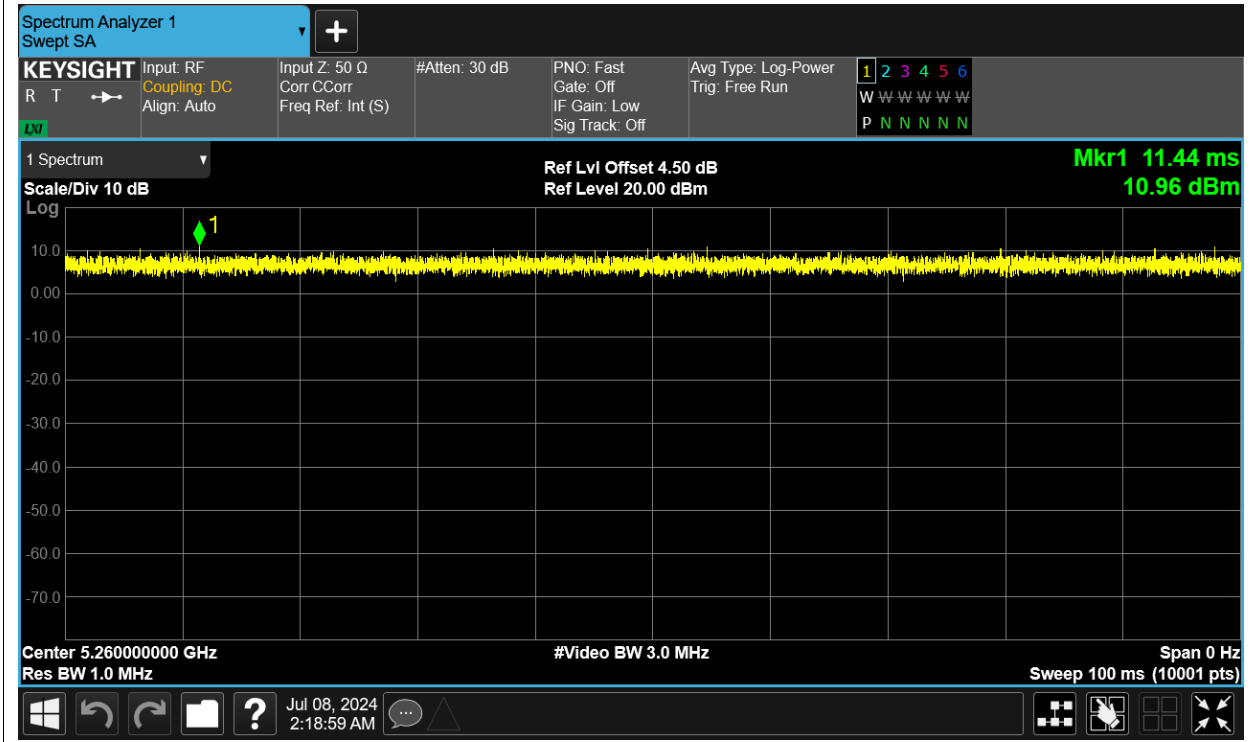 Spectrum Analyzer 1
Swept SA
KEYSIGHT
R T
LXI
Input: RF
Coupling: DC
Align: Auto
Input Z: 50 Ω
Corr CCorr
Freq Ref: Int (S)
#Atten: 30 dB
PNO: Fast
Gate: Off
IF Gain: Low
Sig Track: Off
Avg Type: Log-Power
Trig: Free Run
1 2 3 4 5 6
W W W W W W
P N N N N N
1 Spectrum
Scale/Div 10 dB
Log
Ref Lvl Offset 4.50 dB
Ref Level 20.00 dBm
Mkr1 11.44 ms
10.96 dBm
1
10.0
0.00
-10.0
-20.0
-30.0
-40.0
-50.0
-60.0
-70.0
Center 5.260000000 GHz
Res BW 1.0 MHz
#Video BW 3.0 MHz
Span 0 Hz
Sweep 100 ms (10001 pts)
?
Jul 08, 2024
2:18:59 AM